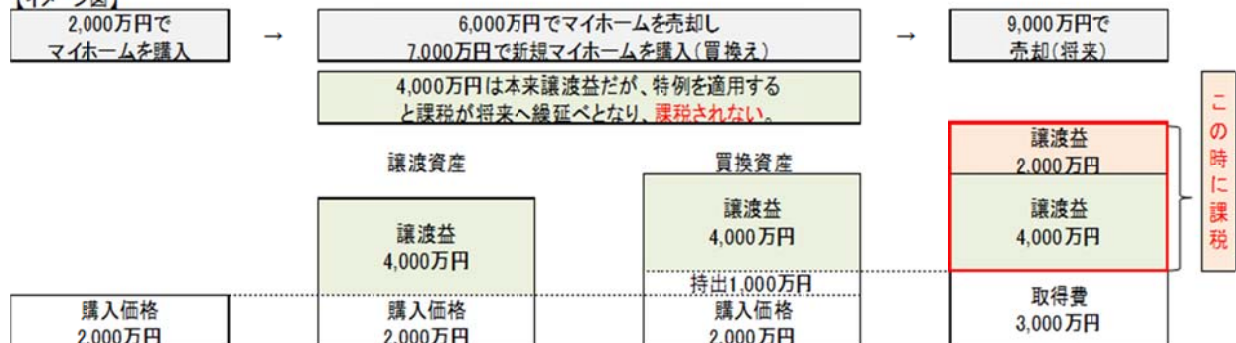 【イメージ図】
2,000万円で
マイホームを購入
→
6,000万円でマイホームを売却し
7,000万円で新規マイホームを購入(買換え)
→
9,000万円で
売却(将来)
4,000万円は本来譲渡益だが、特例を適用する
と課税が将来へ繰延べとなり、課税されない。
譲渡資産
買換資産
譲渡益
2,000万円
譲渡益
4,000万円
譲渡益
4,000万円
譲渡益
4,000万円
持出1,000万円
購入価格
2,000万円
購入価格
2,000万円
購入価格
2,000万円
取得費
3,000万円
この時に課税